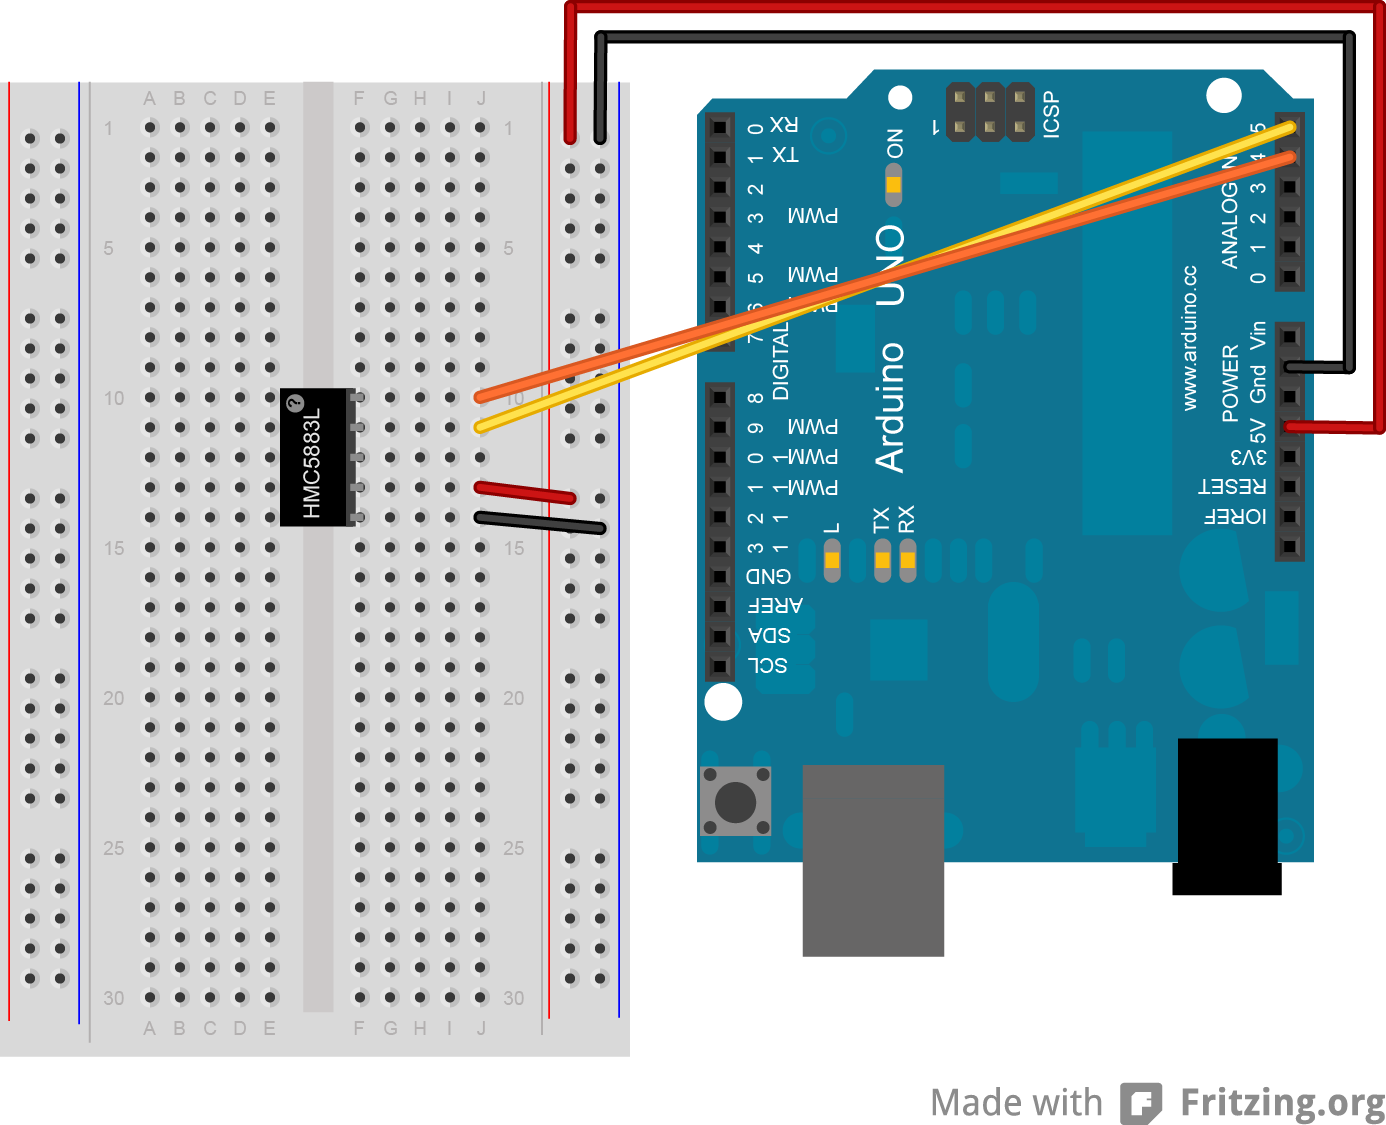 A B C D E F G H I J
1 1
5 5
10 10
15 15
20 20
25 25
30 30
A B C D E F G H I J
?
HMC5883L
1
ICSP
ON
0 RX
1 TX
2
3 PWM
4
5 PWM
6 PWM
7
DIGITAL
8
9 PWM
10 PWM
11 PWM
12
13
GND
AREF
SDA
SCL
Arduino UNO
L
TX
RX
www.arduino.cc
ANALOG IN
5
4
3
2
1
0
POWER
Vin
Gnd
5V
3V3
RESET
IOREF
Made with Fritzing.org